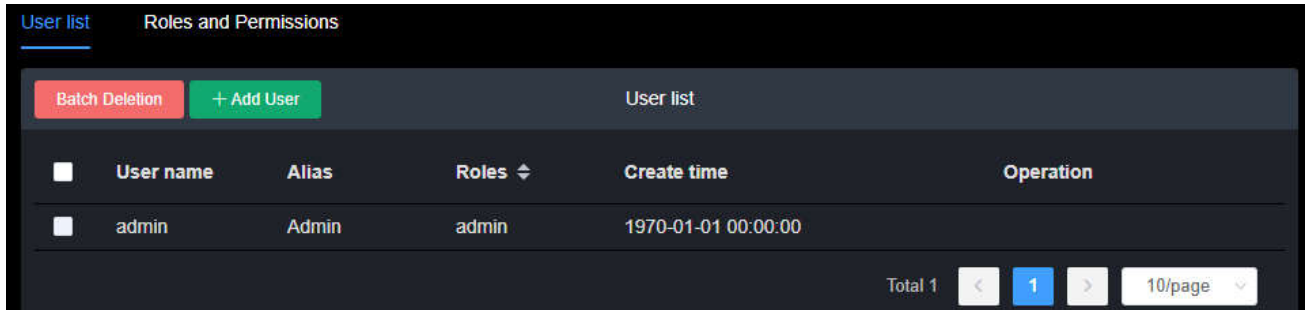 User list Roles and Permissions
Batch Deletion + Add User User list
User name Alias Roles Create time Operation
admin Admin admin 1970-01-01 00:00:00
Total 1 < 1 > 10/page